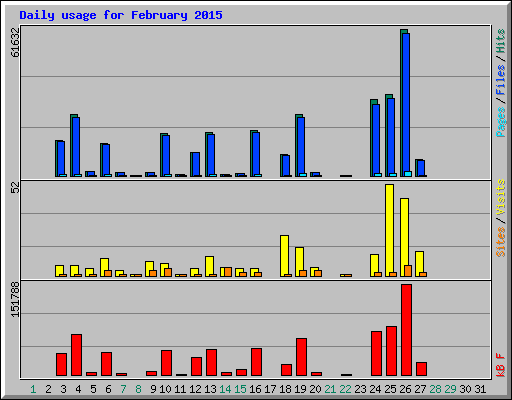 Daily usage for February 2015
61632
Pages/Files/Hits
52
Sites/Visits
151788
kB F
1 2 3 4 5 6 7 8 9 10 11 12 13 14 15 16 17 18 19 20 21 22 23 24 25 26 27 28 29 30 31